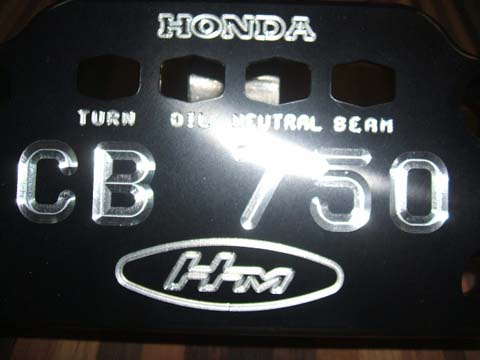 HONDA
TURN OIL NEUTRAL BEAM
CB 750
HM